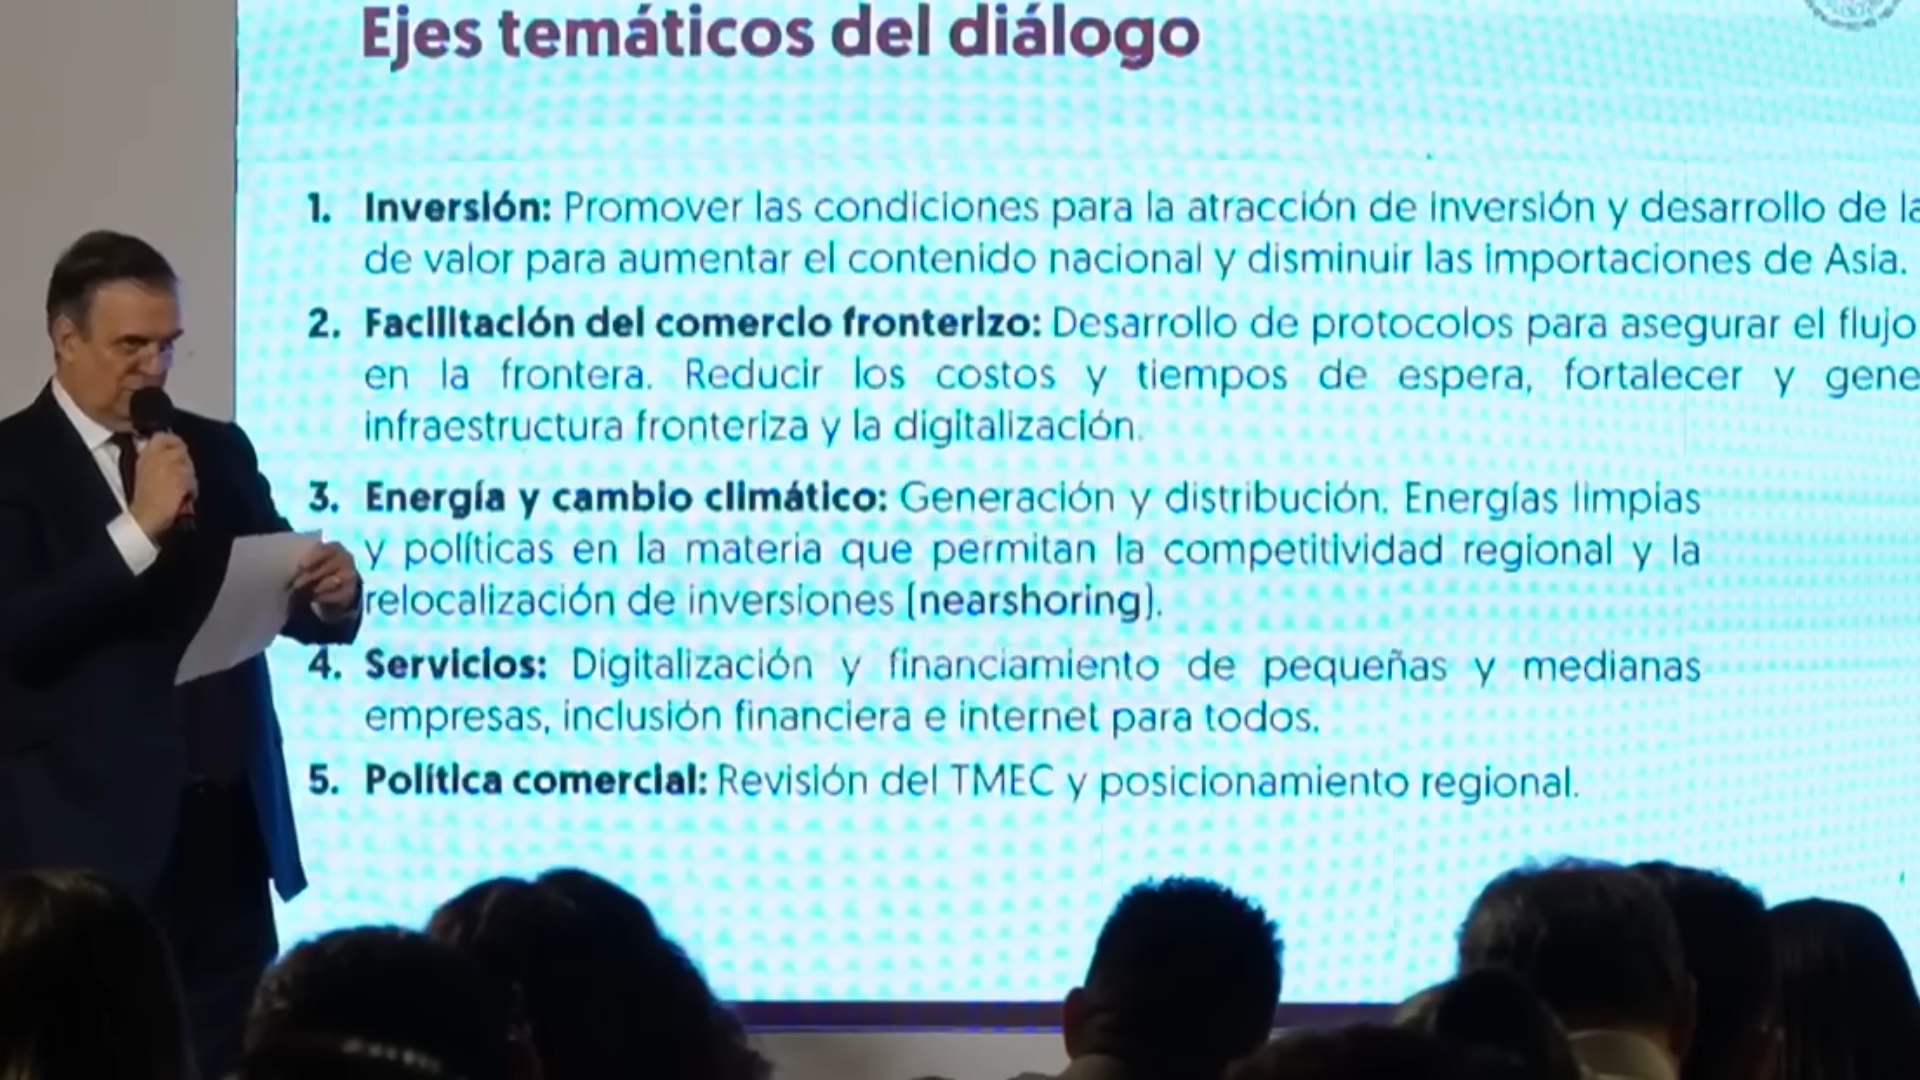 Ejes temáticos del diálogo
1. Inversión: Promover las condiciones para la atracción de inversión y desarrollo de
de valor para aumentar el contenido nacional y disminuir las importaciones de Asia.
2. Facilitación del comercio fronterizo: Desarrollo de protocolos para asegurar el flujo
en la frontera. Reducir los costos y tiempos de espera, fortalecer y
infraestructura fronteriza y la digitalización.
3. Energía y cambio climático: Generación y distribución. Energías limpias
y políticas en la materia que permitan la competitividad regional y la
relocalización de inversiones (nearshoring).
4. Servicios: Digitalización y financiamiento de pequeñas y medianas
empresas, inclusión financiera e internet para todos.
5. Política comercial: Revisión del TMEC y posicionamiento regional.